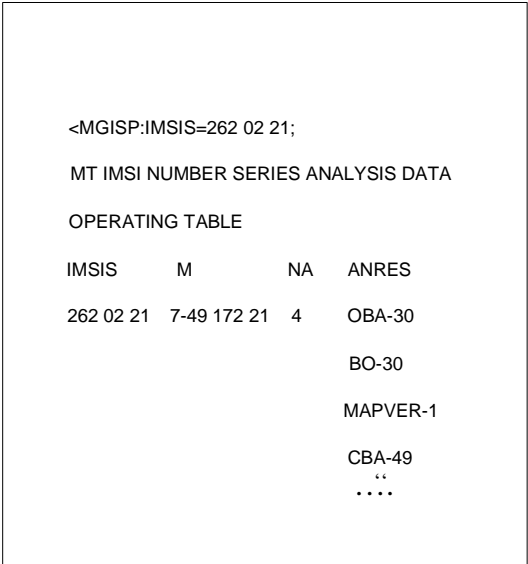 <MGISP:IMSIS=262 02 21;
MT IMSI NUMBER SERIES ANALYSIS DATA
OPERATING TABLE
IMSIS M NA ANRES
262 02 21 7-49 172 21 4 OBA-30
BO-30
MAPVER-1
CBA-49
“
....